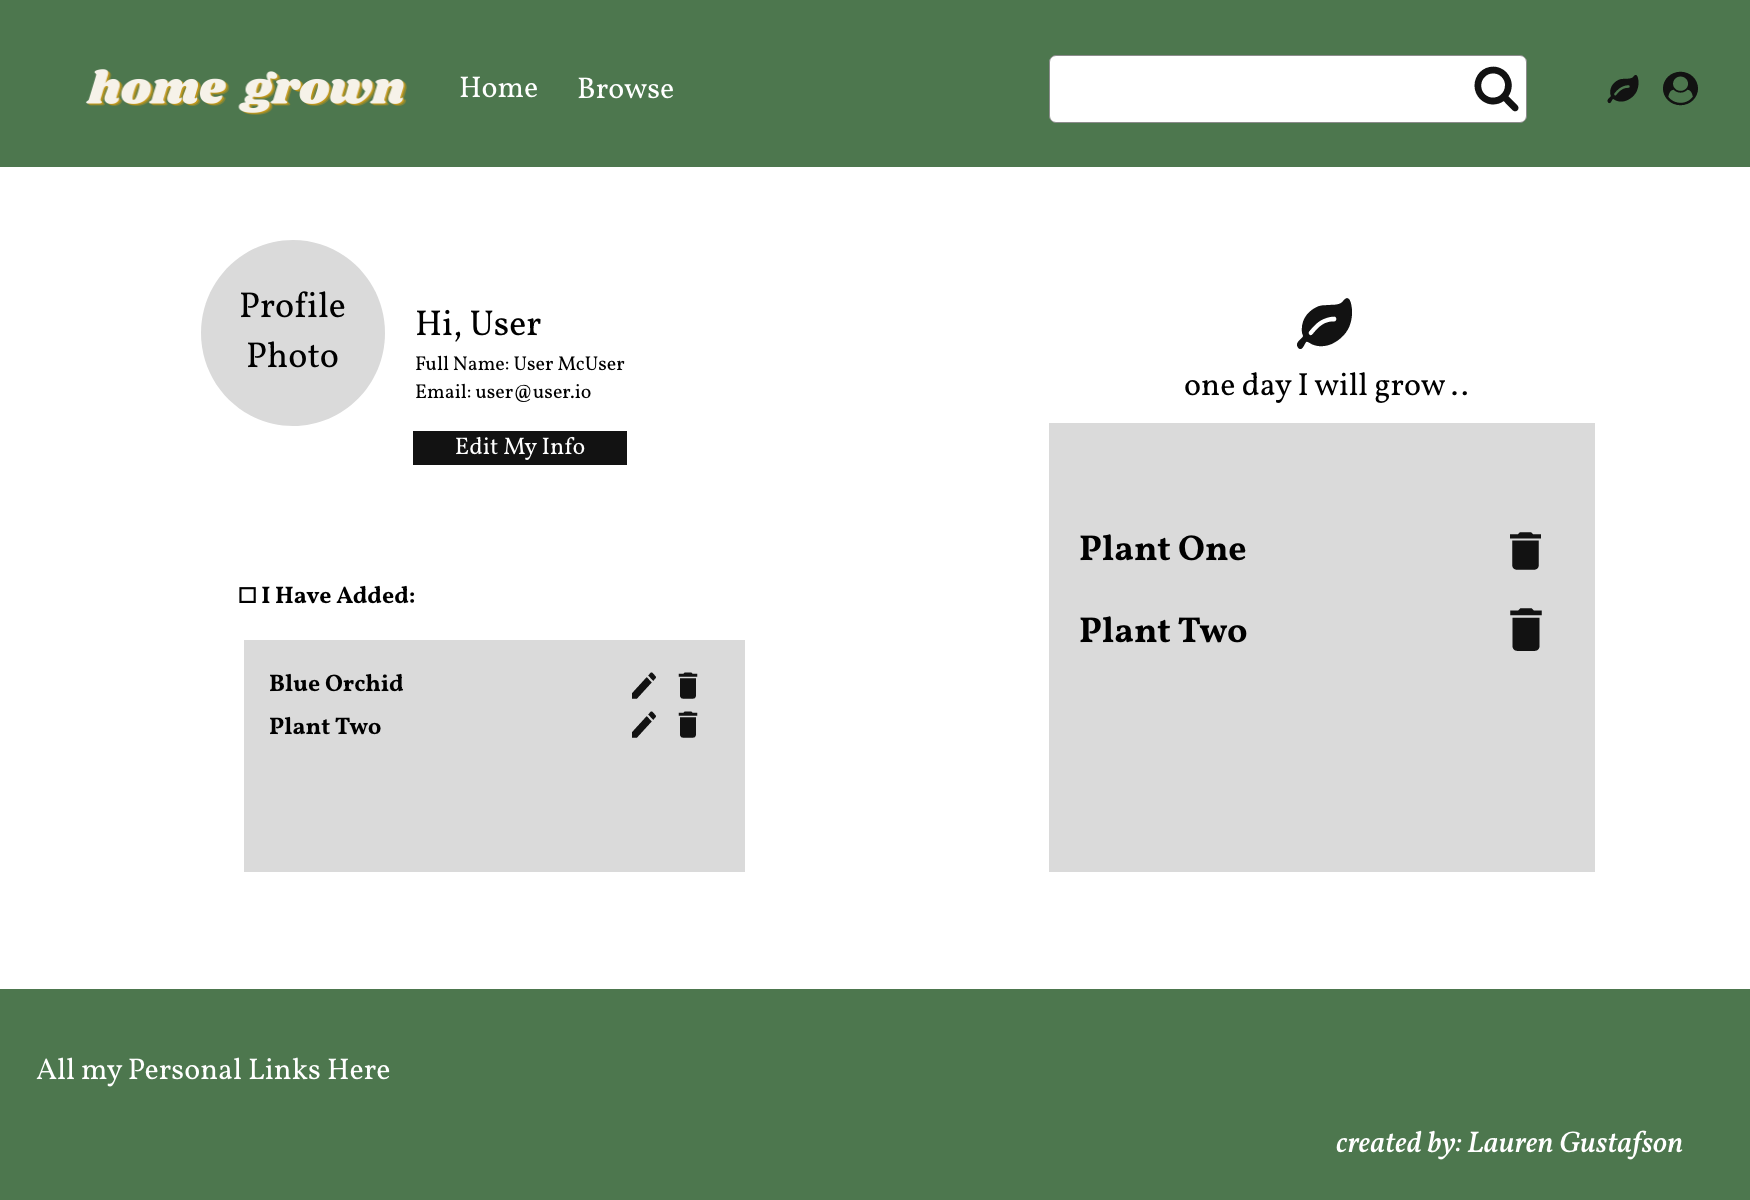 home grown
Home
Browse
Profile
Photo
Hi, User
Full Name: User McUser
Email: user@user.io
Edit My Info
one day I will grow..
Plant One
Plant Two
☐ I Have Added:
Blue Orchid
Plant Two
All my Personal Links Here
created by: Lauren Gustafson